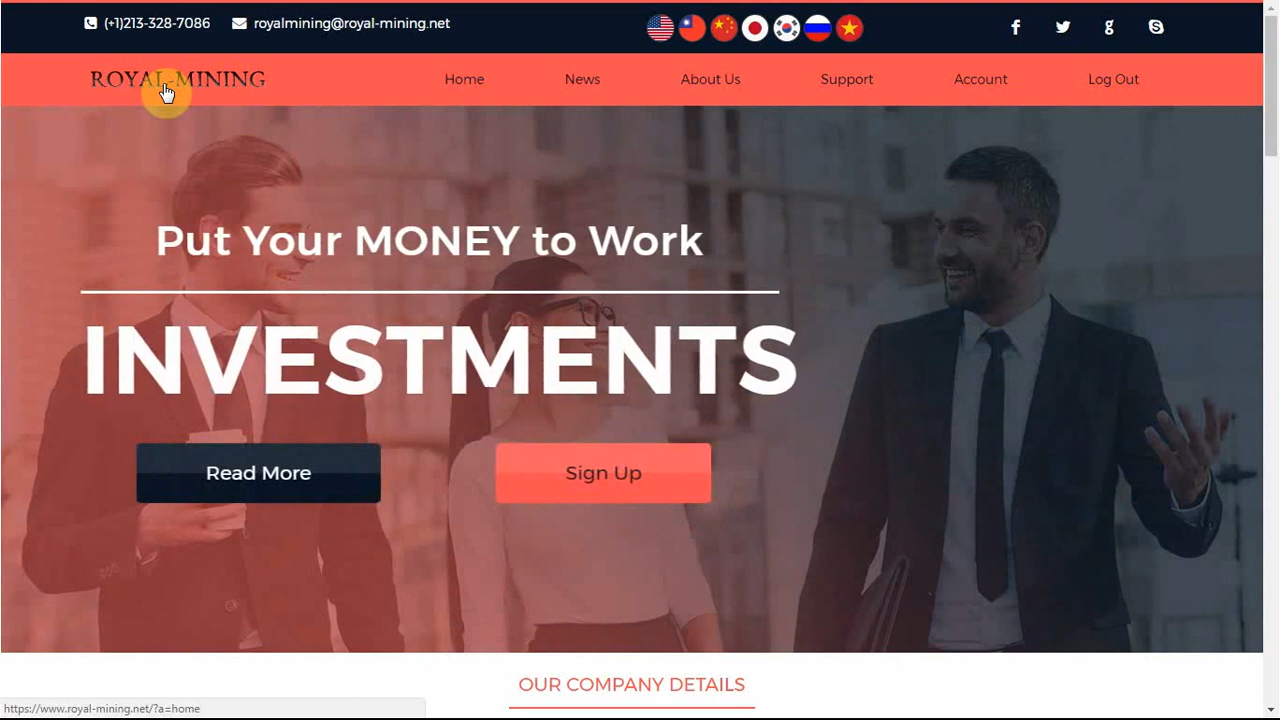 (+1)213-328-7086 royalmining@royal-mining.net
ROYAL-MINING Home News About Us Support Account Log Out
Put Your MONEY to Work
INVESTMENTS
Read More Sign Up
OUR COMPANY DETAILS
https://www.royal-mining.net/?a=home